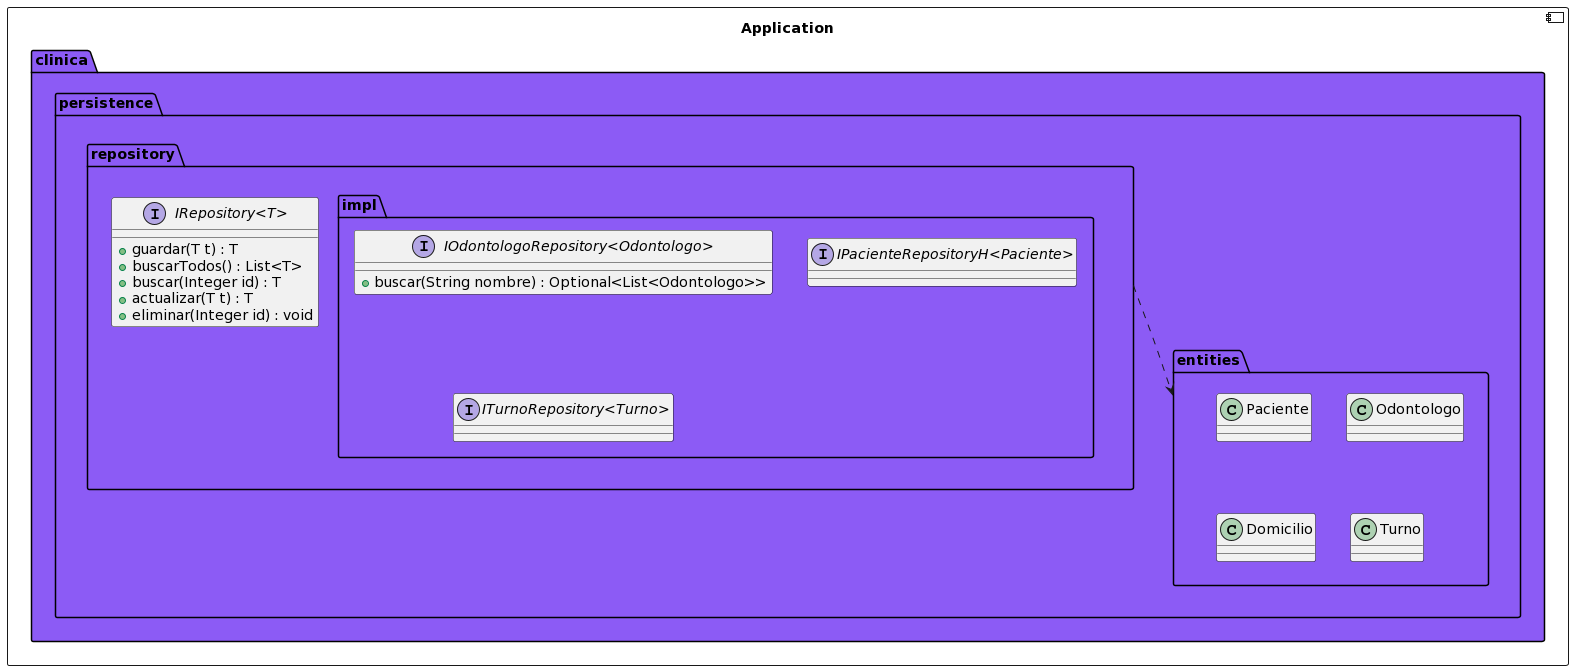 Application
clinica
persistence
repository
IRepository<T>
guardar(T t) : T
buscarTodos() : List<T>
buscar(Integer id) : T
actualizar(T t) : T
eliminar(Integer id) : void
impl
IOdontologoRepository<Odontologo>
buscar(String nombre) : Optional<List<Odontologo>>
IPacienteRepositoryH<Paciente>
ITurnoRepository<Turno>
entities
Paciente
Odontologo
Domicilio
Turno